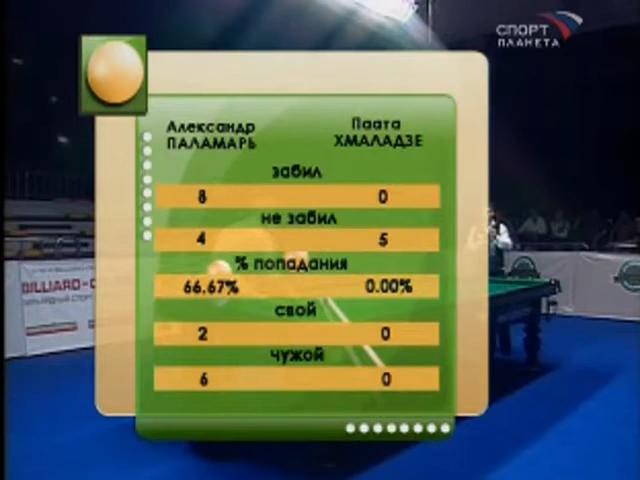 СПОРТ
ПЛАНЕТА
Александр
ПАЛАМАРЬ
Паата
ХМАЛАДЗЕ
забил
8 0
не забил
4 5
% попадания
66.67% 0.00%
свой
2 0
чужой
6 0
BILLIARD-